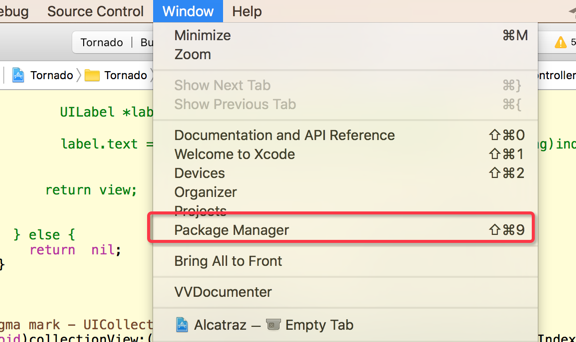 ebug Source Control Window Help
Tornado | Bu
5
Tornado Tornado ontroller
Minimize ⌘M
Zoom
Show Next Tab ⌘}
Show Previous Tab ⌘{
UILabel *lab
Documentation and API Reference ⇧⌘0
label.text = g)ind
Welcome to Xcode ⇧⌘1
Devices ⇧⌘2
return view;
Organizer
Projects
} else {
Package Manager ⇧⌘9
return nil;
}
Bring All to Front
VVDocumenter
gma mark - UICollect
Alcatraz — Empty Tab
oid)collectionView:( Index